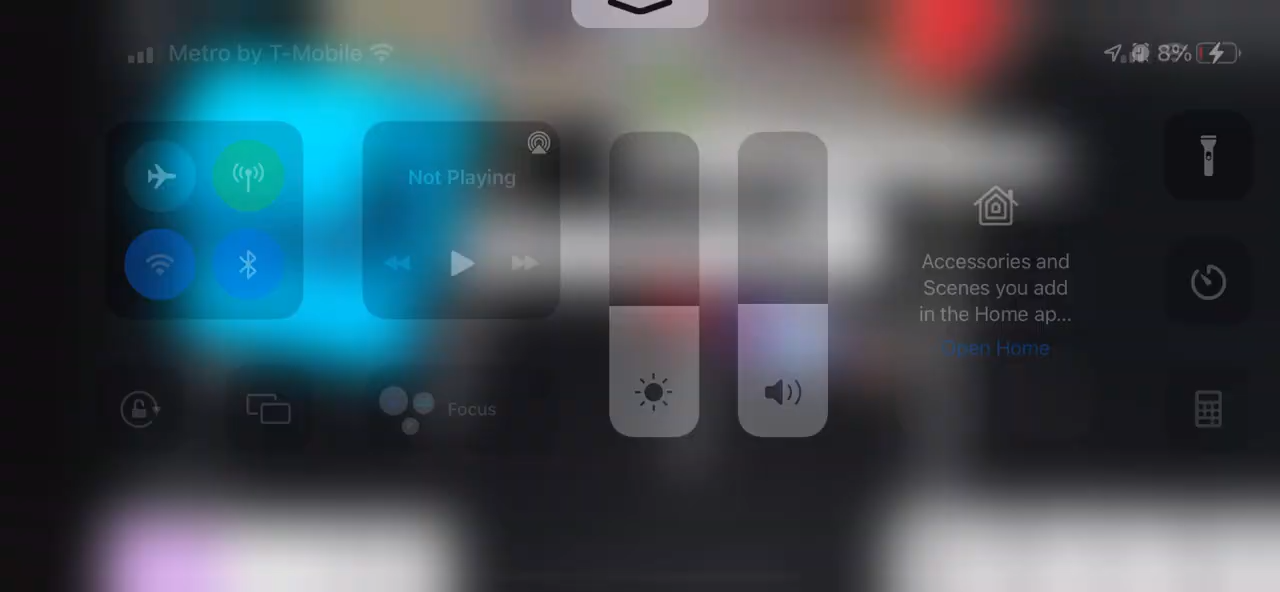 Metro by T-Mobile
8%
Not Playing
Accessories and
Scenes you add
in the Home ap...
Open Home
Focus